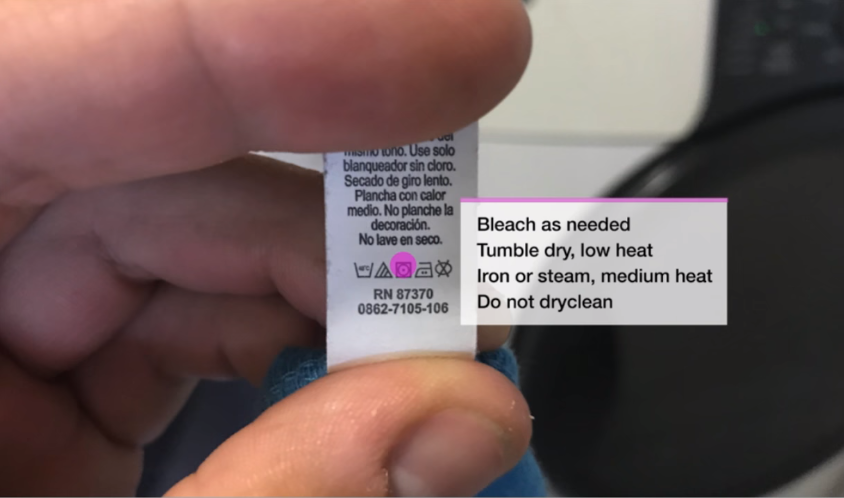 mismo tono. Use solo
blanqueador sin cloro.
Secado de giro lento.
Plancha con calor
medio. No planche la
decoración.
No lave en seco.
RN 87370
0862-7105-106
Bleach as needed
Tumble dry, low heat
Iron or steam, medium heat
Do not dryclean